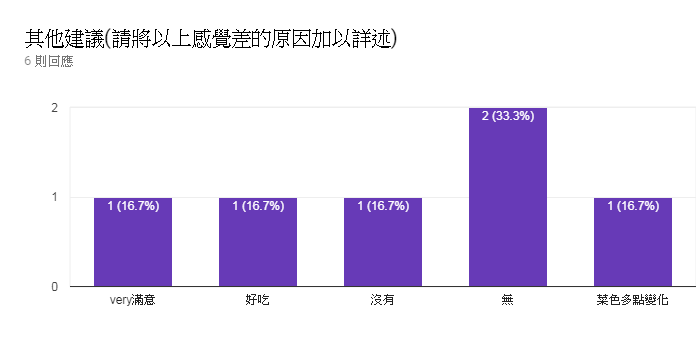 其他建議(請將以上感覺差的原因加以詳述)
6 則回應
2
2 (33.3%)
1
1 (16.7%)
1 (16.7%)
1 (16.7%)
1 (16.7%)
0
very滿意
好吃
沒有
無
菜色多點變化